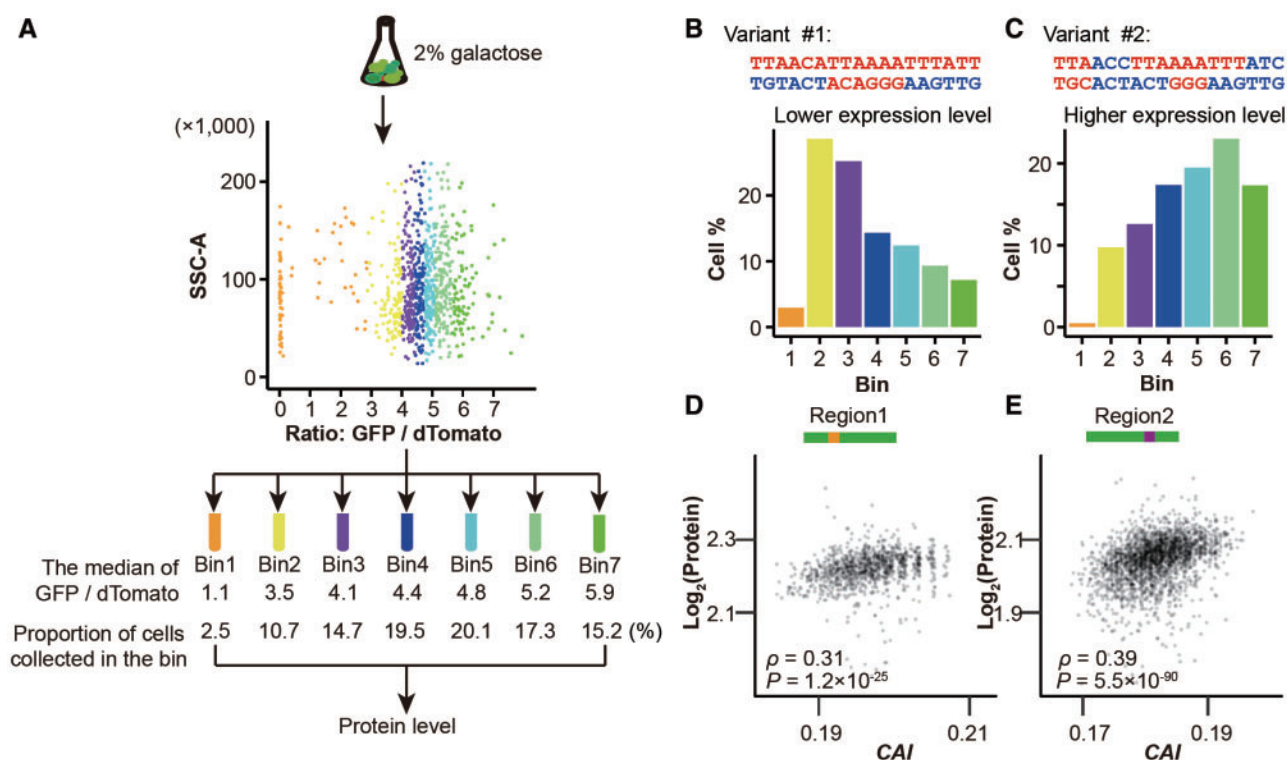 A
2% galactose
(×1,000)
200
100
0
SSC-A
0 1 2 3 4 5 6 7
Ratio: GFP / dTomato
Bin1 Bin2 Bin3 Bin4 Bin5 Bin6 Bin7
The median of
GFP / dTomato
1.1 3.5 4.1 4.4 4.8 5.2 5.9
Proportion of cells
collected in the bin
2.5 10.7 14.7 19.5 20.1 17.3 15.2 (%)
Protein level
B Variant #1:
TTAACATTAAAATTTATT
TGTACTACAGGGAAGTTG
Lower expression level
20
10
0
Cell %
1 2 3 4 5 6 7
Bin
C Variant #2:
TTAACCTTAAAATTTATC
TGCACTACTGGGAAGTTG
Higher expression level
20
10
0
Cell %
1 2 3 4 5 6 7
Bin
D
Region1
2.3
2.1
Log2(Protein)
ρ = 0.31
P = 1.2×10-25
0.19 0.21
CAI
E
Region2
2.1
1.9
Log2(Protein)
ρ = 0.39
P = 5.5×10-90
0.17 0.19
CAI